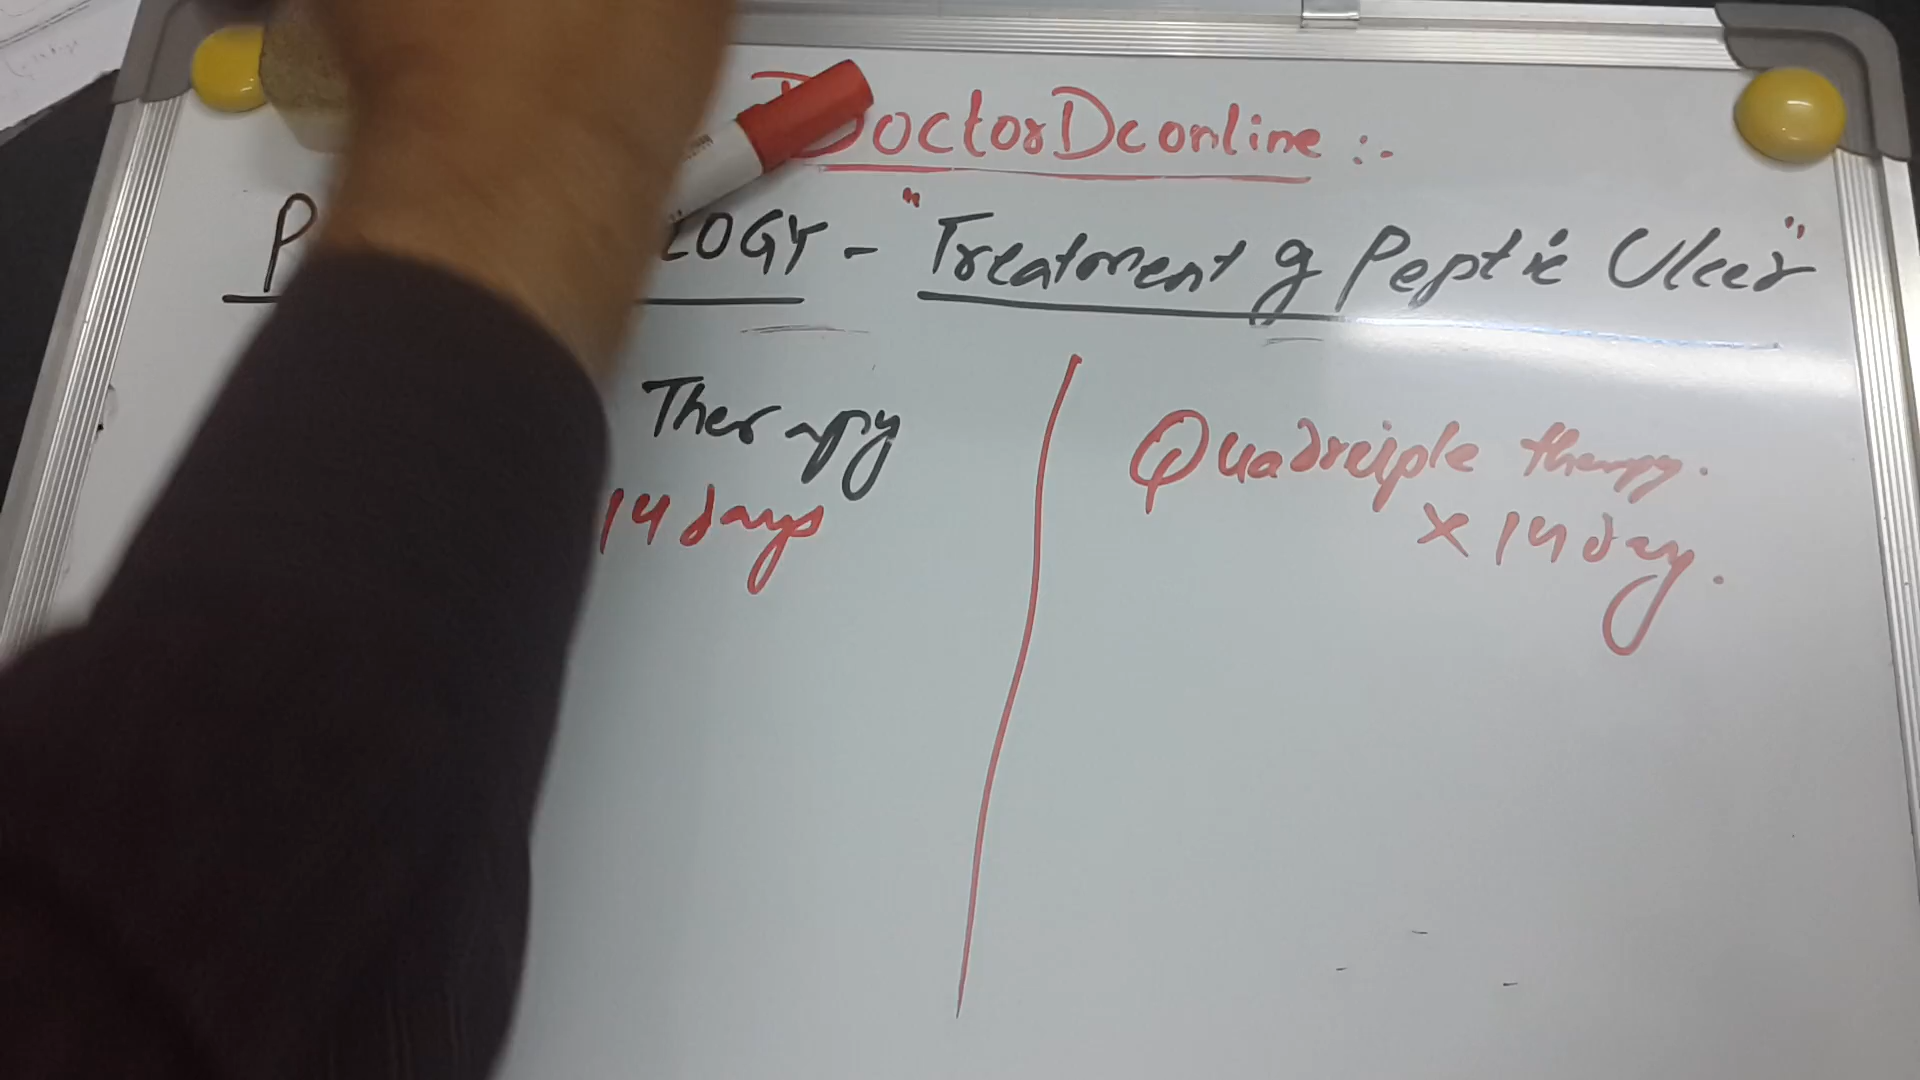 DoctorDconline :-
P LOGY - "Treatment of Peptic Ulcer"
Therapy
14 days
Quadriple therapy.
x 14 day.